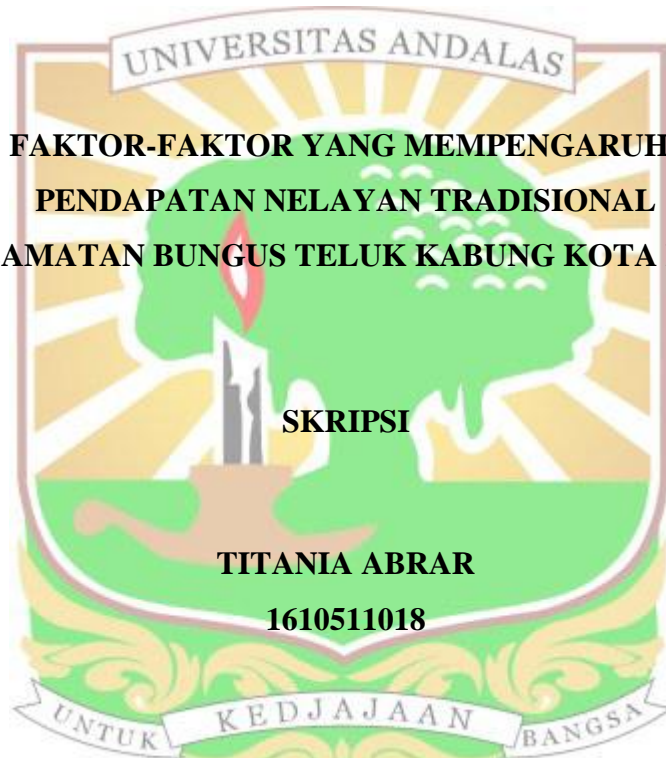 UNIVERSITAS ANDALAS
FAKTOR-FAKTOR YANG MEMPENGARUH
PENDAPATAN NELAYAN TRADISIONAL
AMATAN BUNGUS TELUK KABUNG KOTA
SKRIPSI
TITANIA ABRAR
1610511018
UNTUK KEDJAJAAN BANGSA